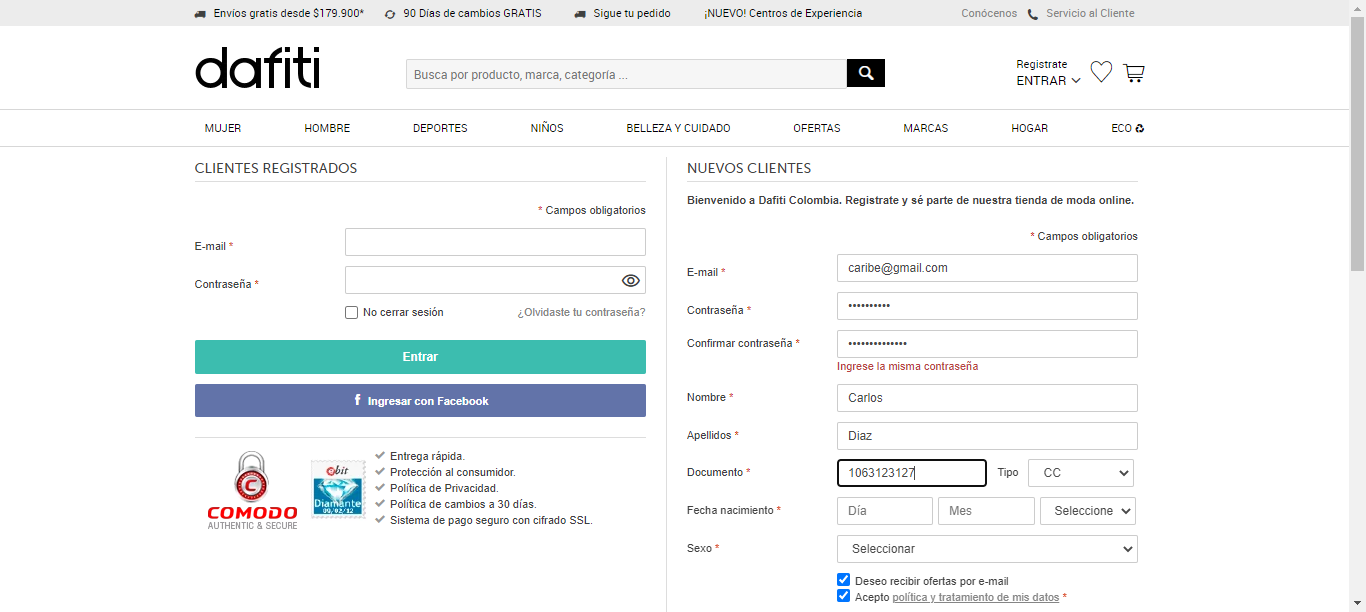 Envíos gratis desde $179.900* 90 Días de cambios GRATIS Sigue tu pedido ¡NUEVO! Centros de Experiencia Conócenos Servicio al Cliente
dafiti
Busca por producto, marca, categoría ...
Registrate
ENTRAR
MUJER HOMBRE DEPORTES NIÑOS BELLEZA Y CUIDADO OFERTAS MARCAS HOGAR ECO
CLIENTES REGISTRADOS
* Campos obligatorios
E-mail *
Contraseña *
No cerrar sesión ¿Olvidaste tu contraseña?
Entrar
f Ingresar con Facebook
C
COMODO
AUTHENTIC & SECURE
ebit
Diamante
09/02/12
Entrega rápida.
Protección al consumidor.
Política de Privacidad.
Política de cambios a 30 días.
Sistema de pago seguro con cifrado SSL.
NUEVOS CLIENTES
Bienvenido a Dafiti Colombia. Registrate y sé parte de nuestra tienda de moda online.
* Campos obligatorios
E-mail * caribe@gmail.com
Contraseña * ••••••••••
Confirmar contraseña * ••••••••••••••
Ingrese la misma contraseña
Nombre * Carlos
Apellidos * Diaz
Documento * 1063123127 Tipo CC
Fecha nacimiento * Día Mes Seleccione
Sexo * Seleccionar
Deseo recibir ofertas por e-mail
Acepto política y tratamiento de mis datos *